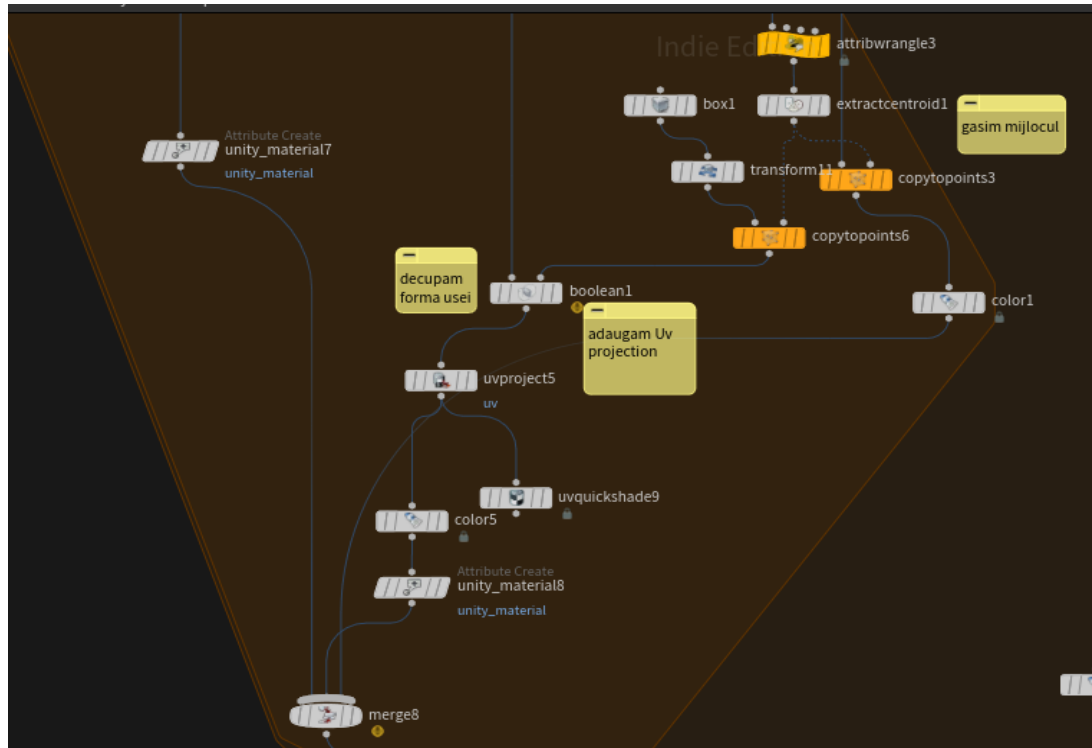 Indie Ed
attribwrangle3
box1
extractcentroid1
gasim mijlocul
Attribute Create
unity_material7
unity_material
transform11
copytopoints3
copytopoints6
decupam
forma usei
boolean1
color1
adaugam Uv
projection
uvproject5
uv
uvquickshade9
color5
Attribute Create
unity_material8
unity_material
merge8